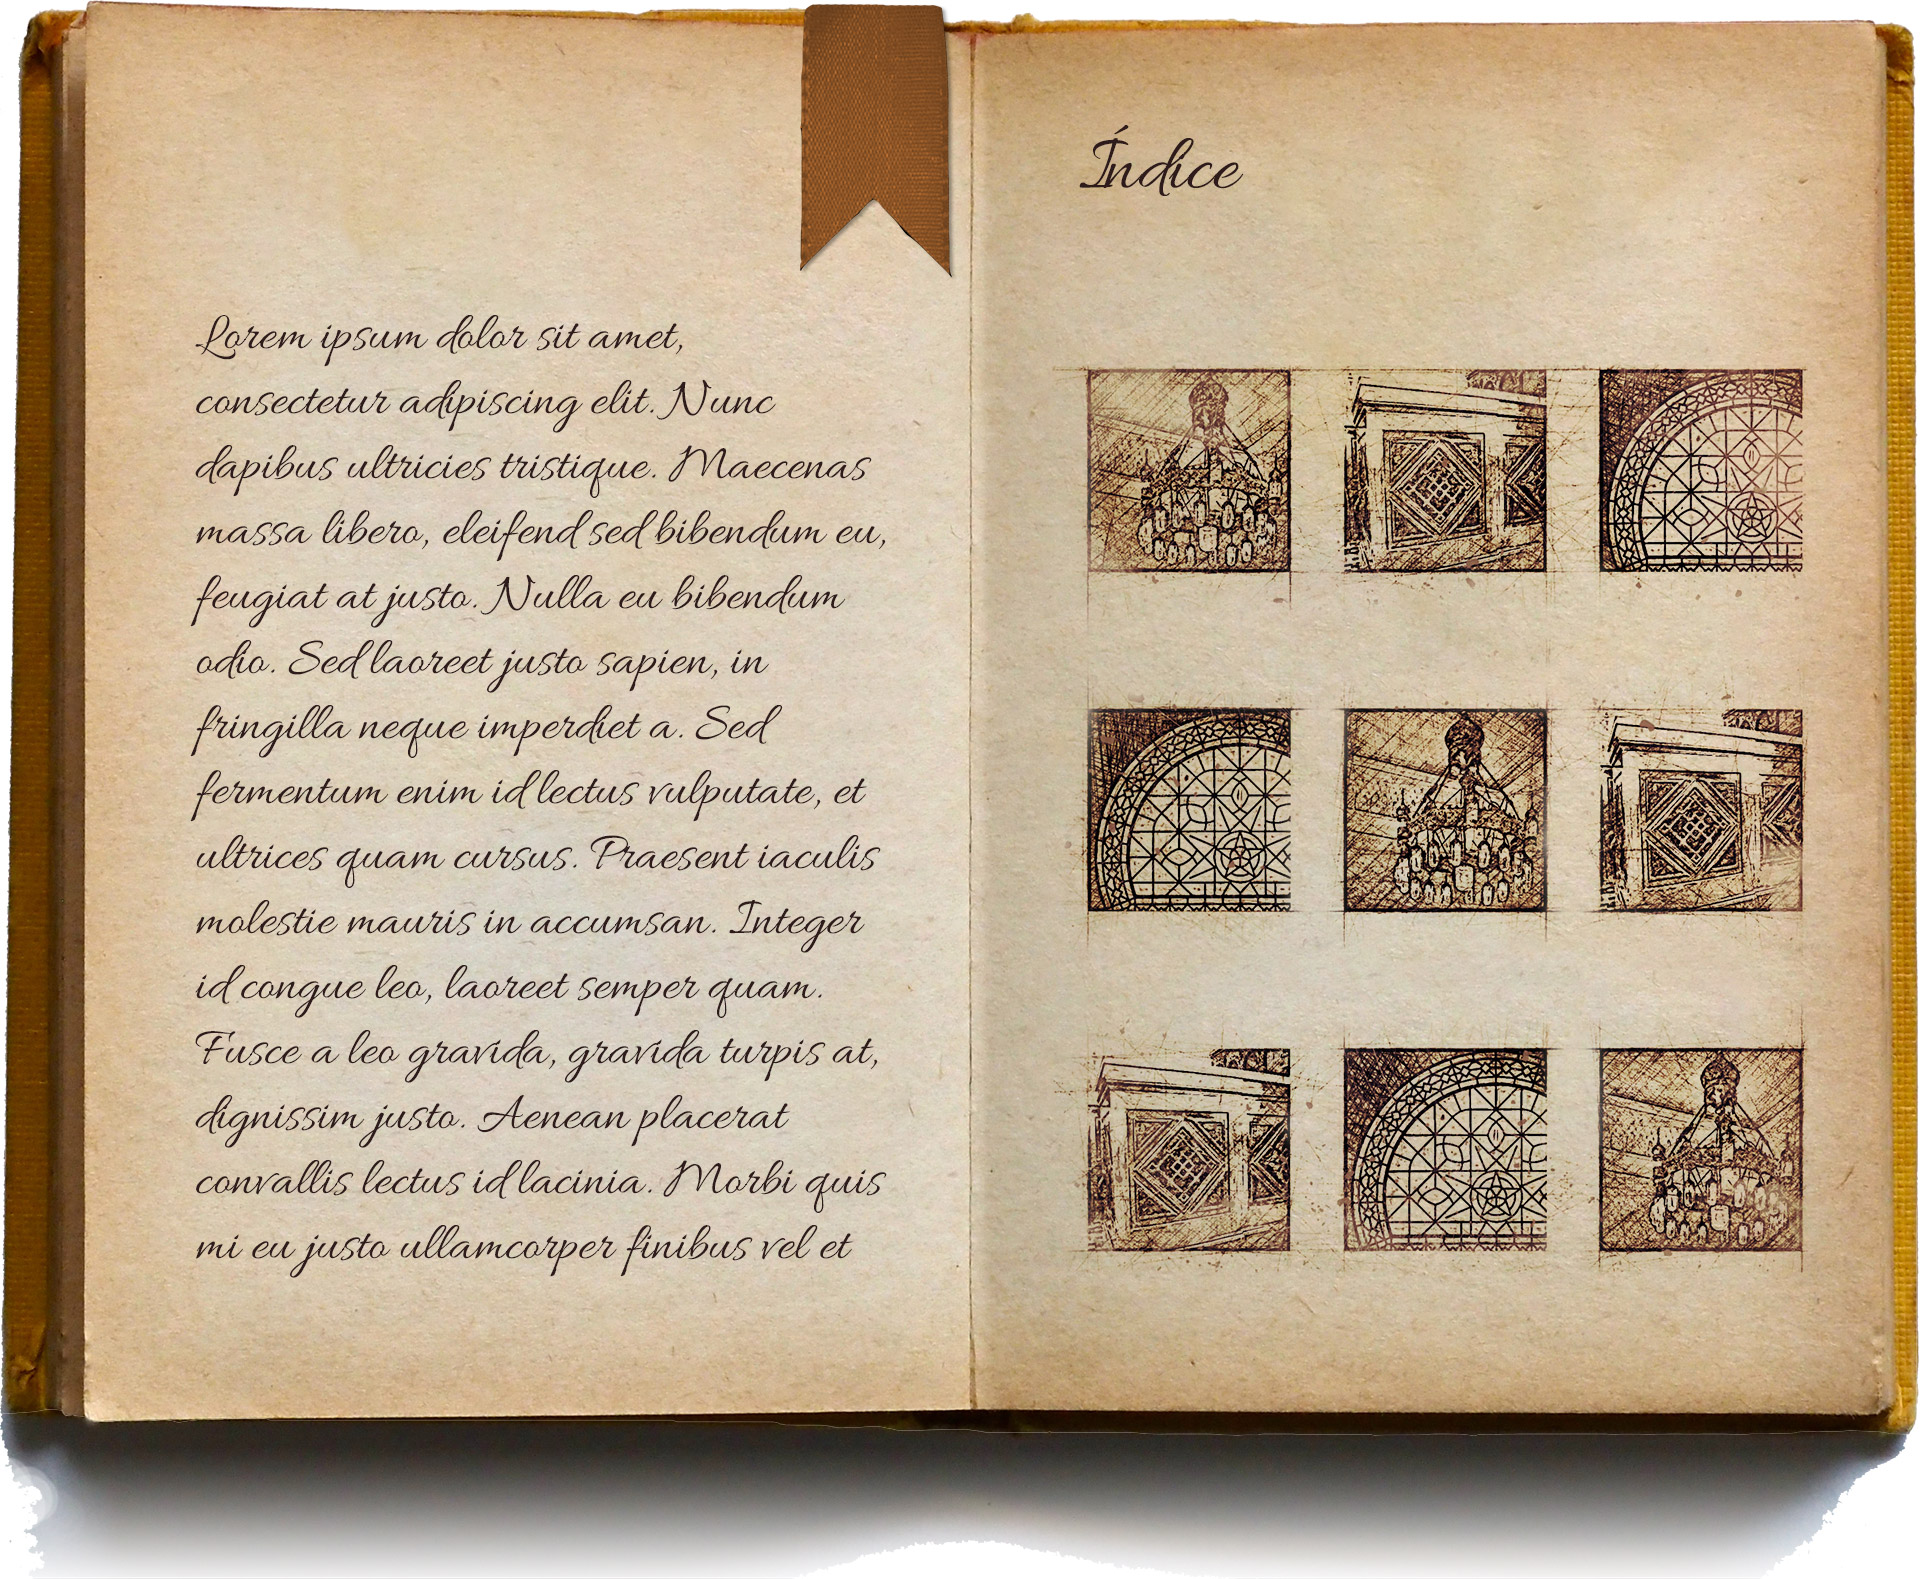 Lorem ipsum dolor sit amet,
consectetur adipiscing elit. Nunc
dapibus ultricies tristique. Maecenas
massa libero, eleifend sed bibendum eu,
feugiat at justo. Nulla eu bibendum
odio. Sed laoreet justo sapien, in
fringilla neque imperdiet a. Sed
fermentum enim id lectus vulputate, et
ultrices quam cursus. Praesent iaculis
molestie mauris in accumsan. Integer
id congue leo, laoreet semper quam.
Fusce a leo gravida, gravida turpis at,
dignissim justo. Aenean placerat
convallis lectus id lacinia. Morbi quis
mi eu justo ullamcorper finibus vel et
Índice